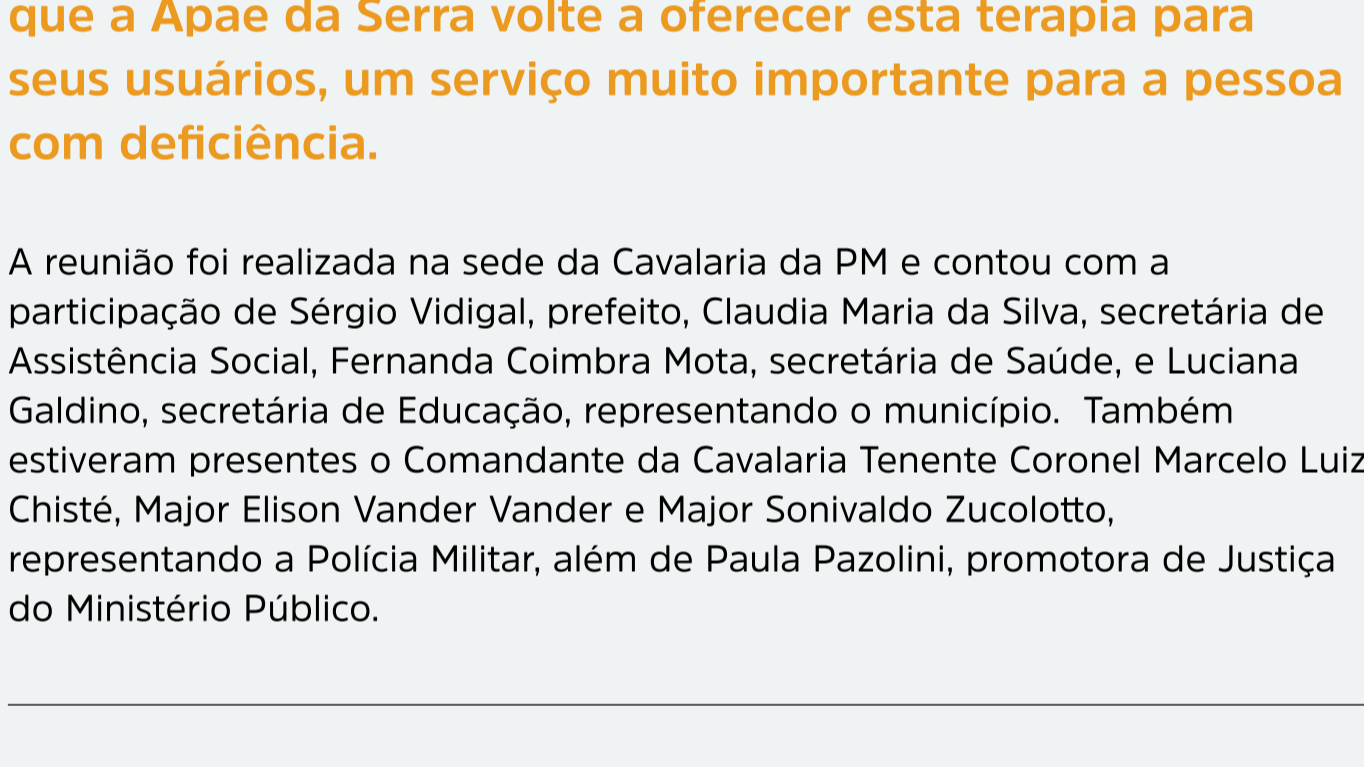 que a Apae da Serra volte a oferecer esta terapia para
seus usuários, um serviço muito importante para a pessoa
com deficiência.
A reunião foi realizada na sede da Cavalaria da PM e contou com a
participação de Sérgio Vidigal, prefeito, Claudia Maria da Silva, secretária de
Assistência Social, Fernanda Coimbra Mota, secretária de Saúde, e Luciana
Galdino, secretária de Educação, representando o município.  Também
estiveram presentes o Comandante da Cavalaria Tenente Coronel Marcelo Luiz
Chisté, Major Elison Vander Vander e Major Sonivaldo Zucolotto,
representando a Polícia Militar, além de Paula Pazolini, promotora de Justiça
do Ministério Público.